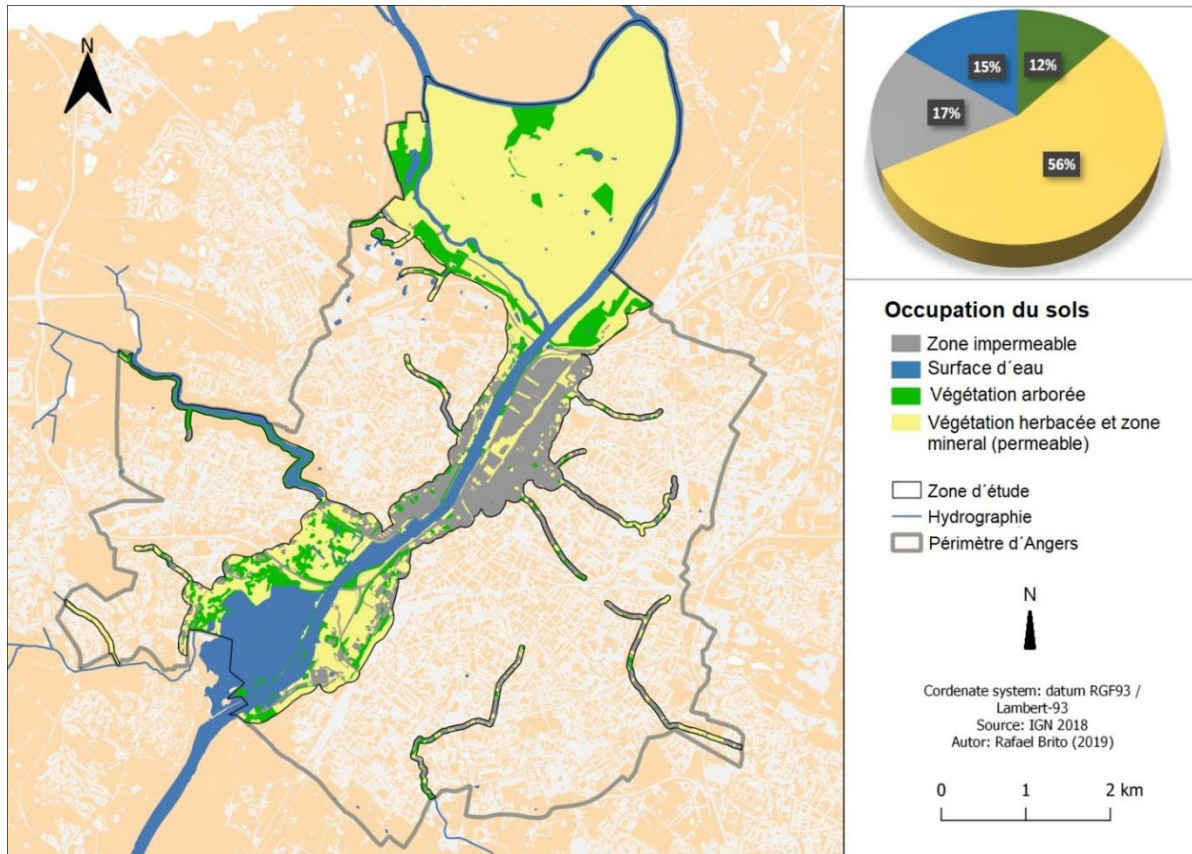 N
15%
12%
17%
56%
Occupation du sols
Zone impermeable
Surface d´eau
Végétation arborée
Végétation herbacée et zone
mineral (permeable)
Zone d´étude
Hydrographie
Périmètre d´Angers
N
Cordenate system: datum RGF93 /
Lambert-93
Source: IGN 2018
Autor: Rafael Brito (2019)
0 1 2 km